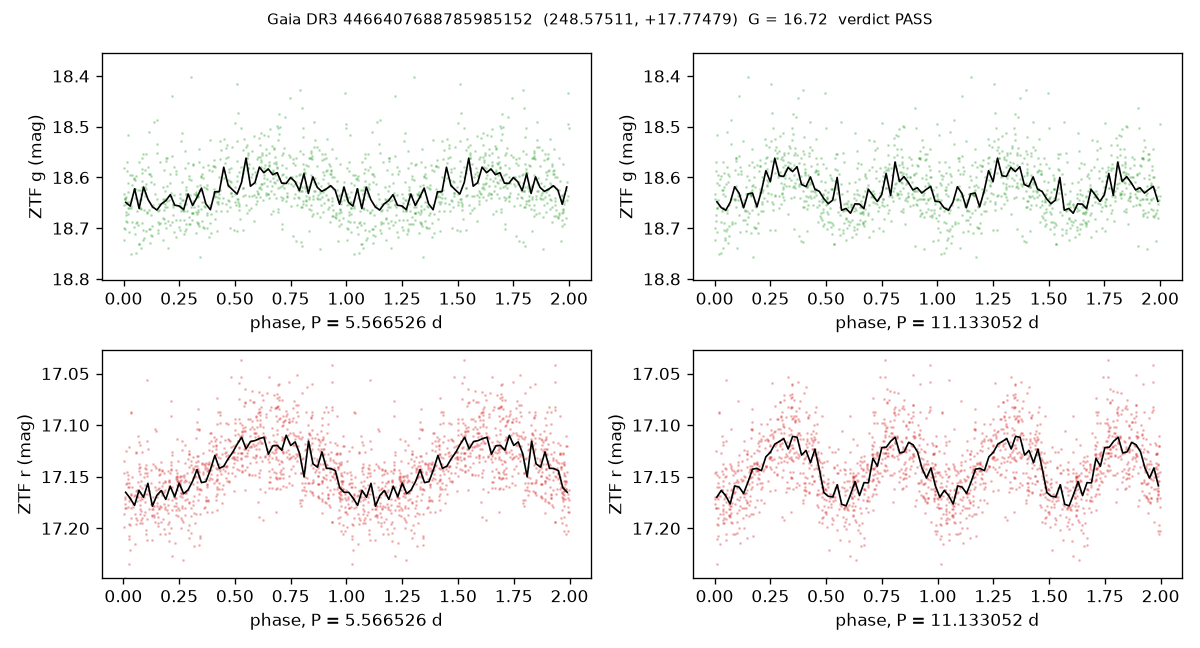 Gaia DR3 4466407688785985152  (248.57511, +17.77479)  G = 16.72  verdict PASS
ZTF g (mag)
18.4
18.5
18.6
18.7
18.8
0.00 0.25 0.50 0.75 1.00 1.25 1.50 1.75 2.00
phase, P = 5.566526 d
ZTF g (mag)
18.4
18.5
18.6
18.7
18.8
0.00 0.25 0.50 0.75 1.00 1.25 1.50 1.75 2.00
phase, P = 11.133052 d
ZTF r (mag)
17.05
17.10
17.15
17.20
0.00 0.25 0.50 0.75 1.00 1.25 1.50 1.75 2.00
phase, P = 5.566526 d
ZTF r (mag)
17.05
17.10
17.15
17.20
0.00 0.25 0.50 0.75 1.00 1.25 1.50 1.75 2.00
phase, P = 11.133052 d